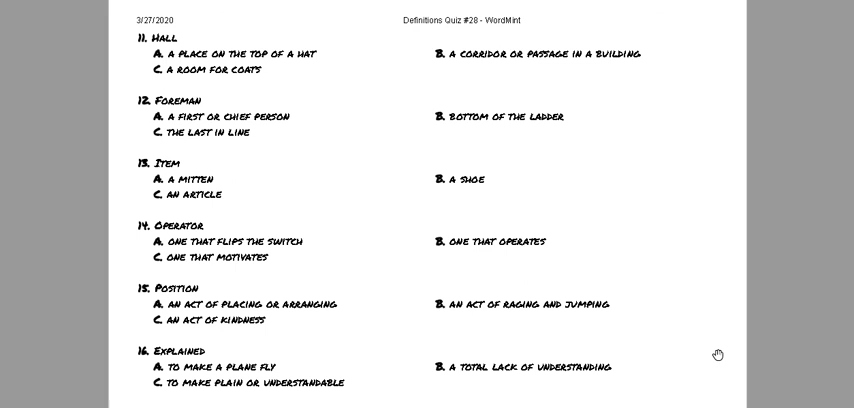 3/27/2020 Definitions Quiz #28 - WordMint
11. Hall
A. a place on the top of a hat B. a corridor or passage in a building
C. a room for coats
12. Foreman
A. a first or chief person B. bottom of the ladder
C. the last in line
13. Item
A. a mitten B. a shoe
C. an article
14. Operator
A. one that flips the switch B. one that operates
C. one that motivates
15. Position
A. an act of placing or arranging B. an act of raging and jumping
C. an act of kindness
16. Explained
A. to make a plane fly B. a total lack of understanding
C. to make plain or understandable